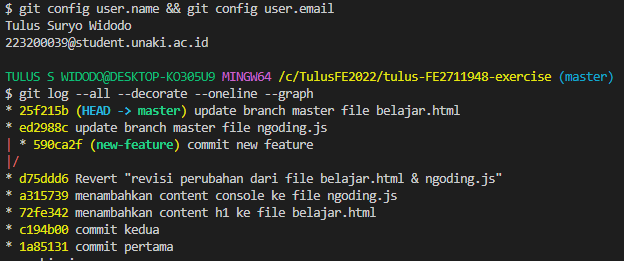 $ git config user.name && git config user.email
Tulus Suryo Widodo
223200039@student.unaki.ac.id
TULUS S WIDODO@DESKTOP-KO305U9 MINGW64 /c/TulusFE2022/tulus-FE2711948-exercise (master)
$ git log --all --decorate --oneline --graph
* 25f215b (HEAD -> master) update branch master file belajar.html
* ed2988c update branch master file ngoding.js
| * 590ca2f (new-feature) commit new feature
|/
* d75ddd6 Revert "revisi perubahan dari file belajar.html & ngoding.js"
* a315739 menambahkan content console ke file ngoding.js
* 72fe342 menambahkan content h1 ke file belajar.html
* c194b00 commit kedua
* 1a85131 commit pertama